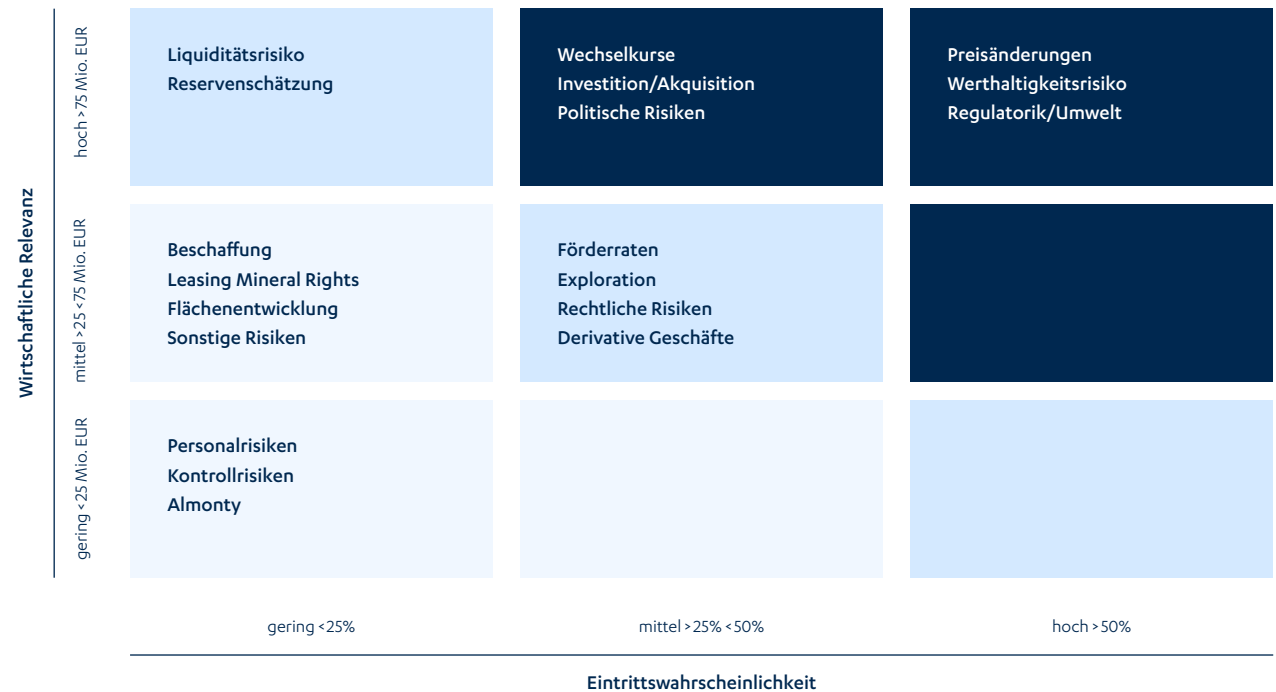 Wirtschaftliche Relevanz
hoch >75 Mio. EUR
Liquiditätsrisiko
Reservenschätzung
Wechselkurse
Investition/Akquisition
Politische Risiken
Preisänderungen
Werthaltigkeitsrisiko
Regulatorik/Umwelt
mittel >25 <75 Mio. EUR
Beschaffung
Leasing Mineral Rights
Flächenentwicklung
Sonstige Risiken
Förderraten
Exploration
Rechtliche Risiken
Derivative Geschäfte
gering <25 Mio. EUR
Personalrisiken
Kontrollrisiken
Almonty
gering <25%
mittel >25% <50%
hoch >50%
Eintrittswahrscheinlichkeit